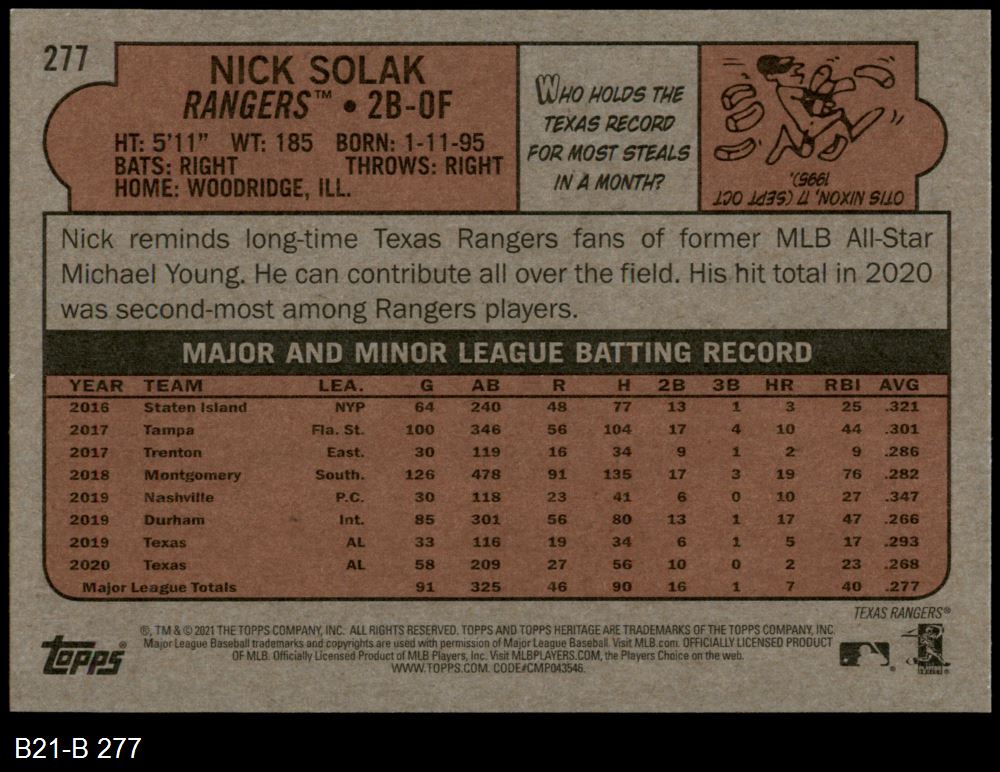 277
NICK SOLAK
RANGERS™ • 2B-OF
HT: 5'11" WT: 185 BORN: 1-11-95
BATS: RIGHT THROWS: RIGHT
HOME: WOODRIDGE, ILL.
WHO HOLDS THE
TEXAS RECORD
FOR MOST STEALS
IN A MONTH?
OTIS NIXON, 17 (SEPT OCT
1995).
Nick reminds long-time Texas Rangers fans of former MLB All-Star
Michael Young. He can contribute all over the field. His hit total in 2020
was second-most among Rangers players.
MAJOR AND MINOR LEAGUE BATTING RECORD
YEAR TEAM LEA. G AB R H 2B 3B HR RBI AVG
2016 Staten Island NYP 64 240 48 77 13 1 3 25 .321
2017 Tampa Fla. St. 100 346 56 104 17 4 10 44 .301
2017 Trenton East. 30 119 16 34 9 1 2 9 .286
2018 Montgomery South. 126 478 91 135 17 3 19 76 .282
2019 Nashville P.C. 30 118 23 41 6 0 10 27 .347
2019 Durham Int. 85 301 56 80 13 1 17 47 .266
2019 Texas AL 33 116 19 34 6 1 5 17 .293
2020 Texas AL 58 209 27 56 10 0 2 23 .268
Major League Totals 91 325 46 90 16 1 7 40 .277
TEXAS RANGERS®
®, TM & © 2021 THE TOPPS COMPANY, INC. ALL RIGHTS RESERVED. TOPPS AND TOPPS HERITAGE ARE TRADEMARKS OF THE TOPPS COMPANY, INC.
Major League Baseball trademarks and copyrights are used with permission of Major League Baseball. Visit MLB.com. OFFICIALLY LICENSED PRODUCT
OF MLB. Officially Licensed Product of MLB Players, Inc. Visit MLBPLAYERS.COM, the Players Choice on the web.
WWW.TOPPS.COM. CODE#CMP043546.
topps®
B21-B 277